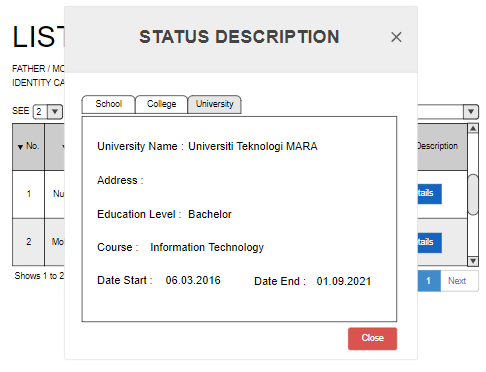 LIST
STATUS DESCRIPTION
FATHER / MO
IDENTITY CA
SEE 2
School College University
No.
Description
University Name : Universiti Teknologi MARA
Address :
1 Nu
tails
Education Level : Bachelor
2 Mo
tails
Course : Information Technology
Shows 1 to 2
Date Start : 06.03.2016 Date End : 01.09.2021
1 Next
Close